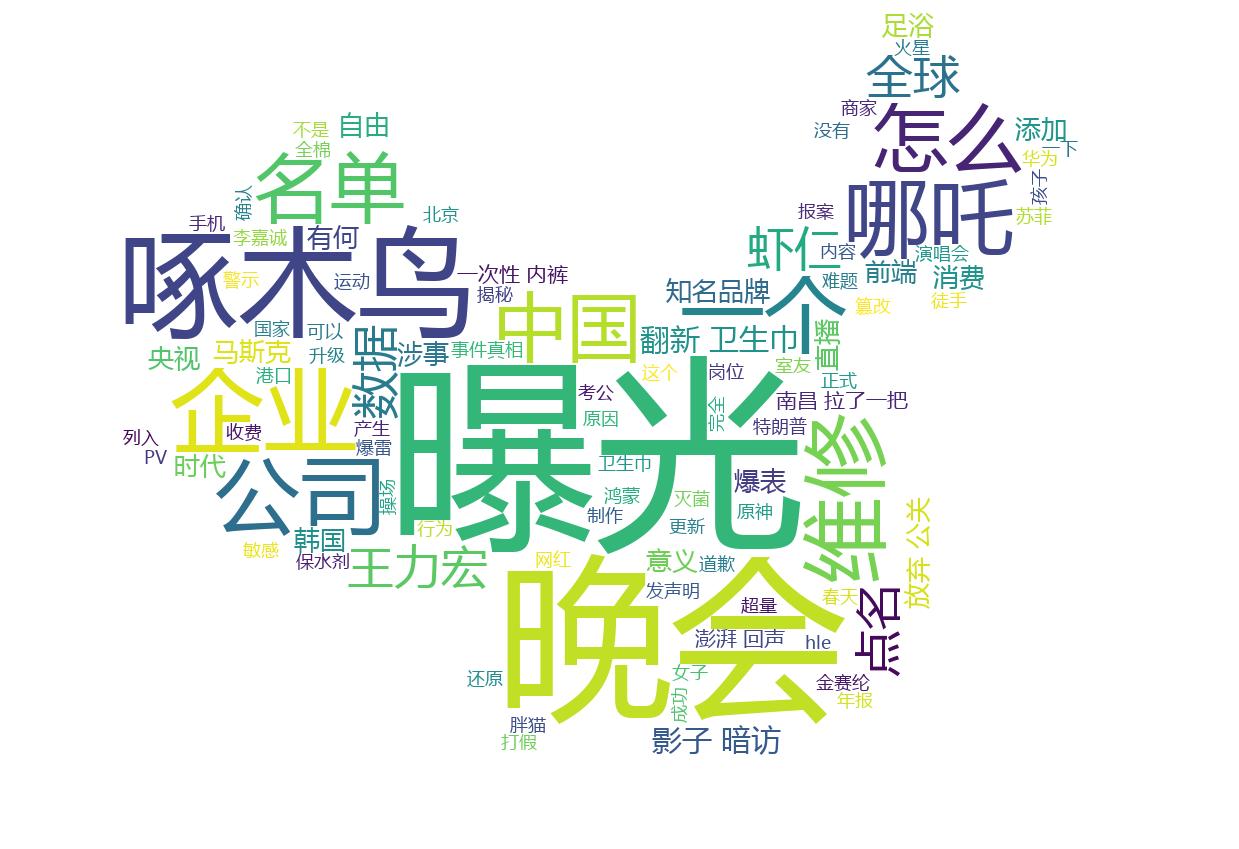 足浴
火星
全球
商家
怎么
没有
添加
一下
华为
孩子
自由
不是
全棉
名单
确认
北京
报案
哪吒
苏菲
手机
李嘉诚
有何
啄木鸟
虾仁
内容
演唱会
警示
运动
一次性 内裤
揭秘
知名品牌
一个
难题
前端
消费
篡改
徒手
国家
可以
中国
翻新 卫生巾
直播
央视
马斯克
升级
数据
涉事
事件真相
室友
港口
企业
曝光
这个
岗位
正式
考公
完全
南昌 拉了一把
列入
收费
产生
原因
特朗普
维修
PV
时代
爆雷
卫生巾
爆表
公司
操场
鸿蒙
灭菌
原神
制作
更新
韩国
行为
敏感
保水剂
王力宏
网红
意义
道歉
放弃 公关
晚会
发声明
超量
春天
点名
澎湃 回声
hle
还原
女子
金赛纶
成功
年报
胖猫
打假
影子 暗访